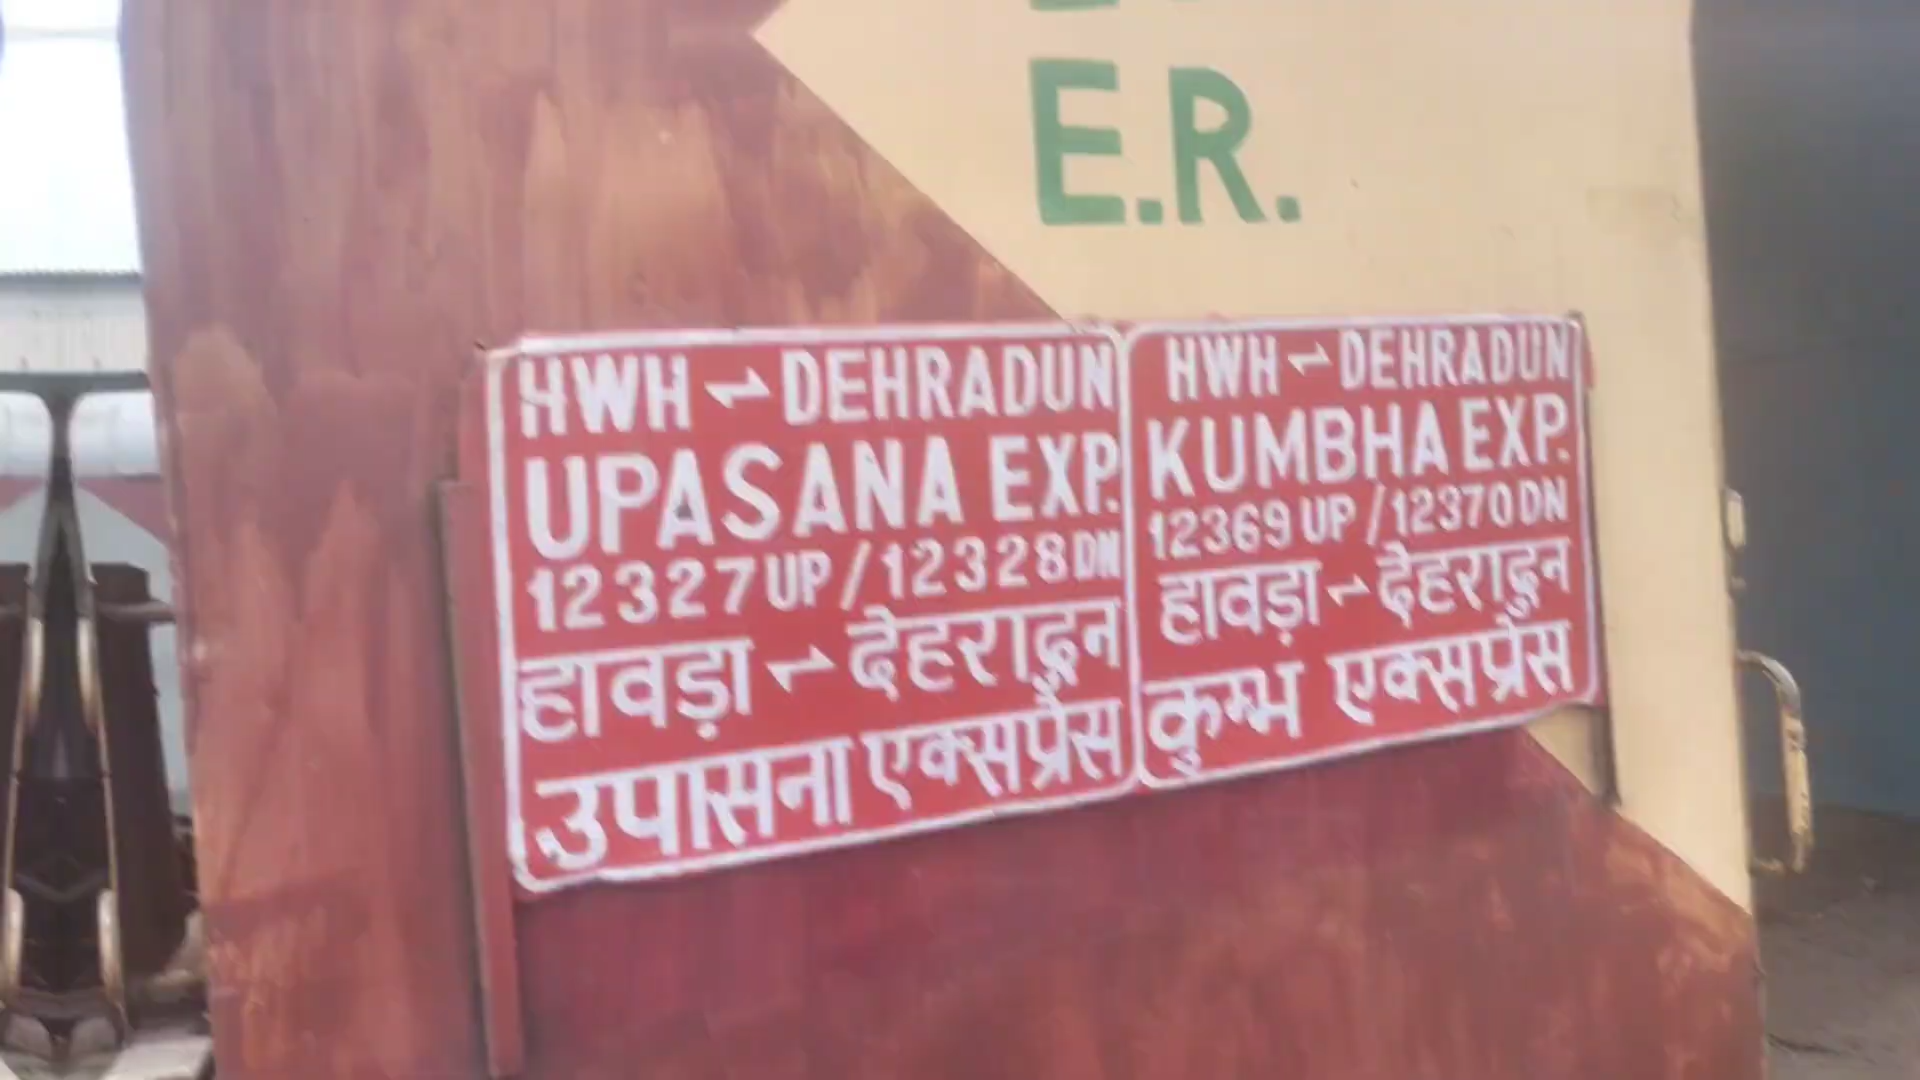 E.R.
HWH ⇌ DEHRADUN
UPASANA EXP.
12327 UP / 12328 DN
हावड़ा ⇌ देहरादुन
उपासना एक्सप्रेस
HWH ⇌ DEHRADUN
KUMBHA EXP.
12369 UP / 12370 DN
हावड़ा ⇌ देहरादुन
कुम्भ एक्सप्रेस